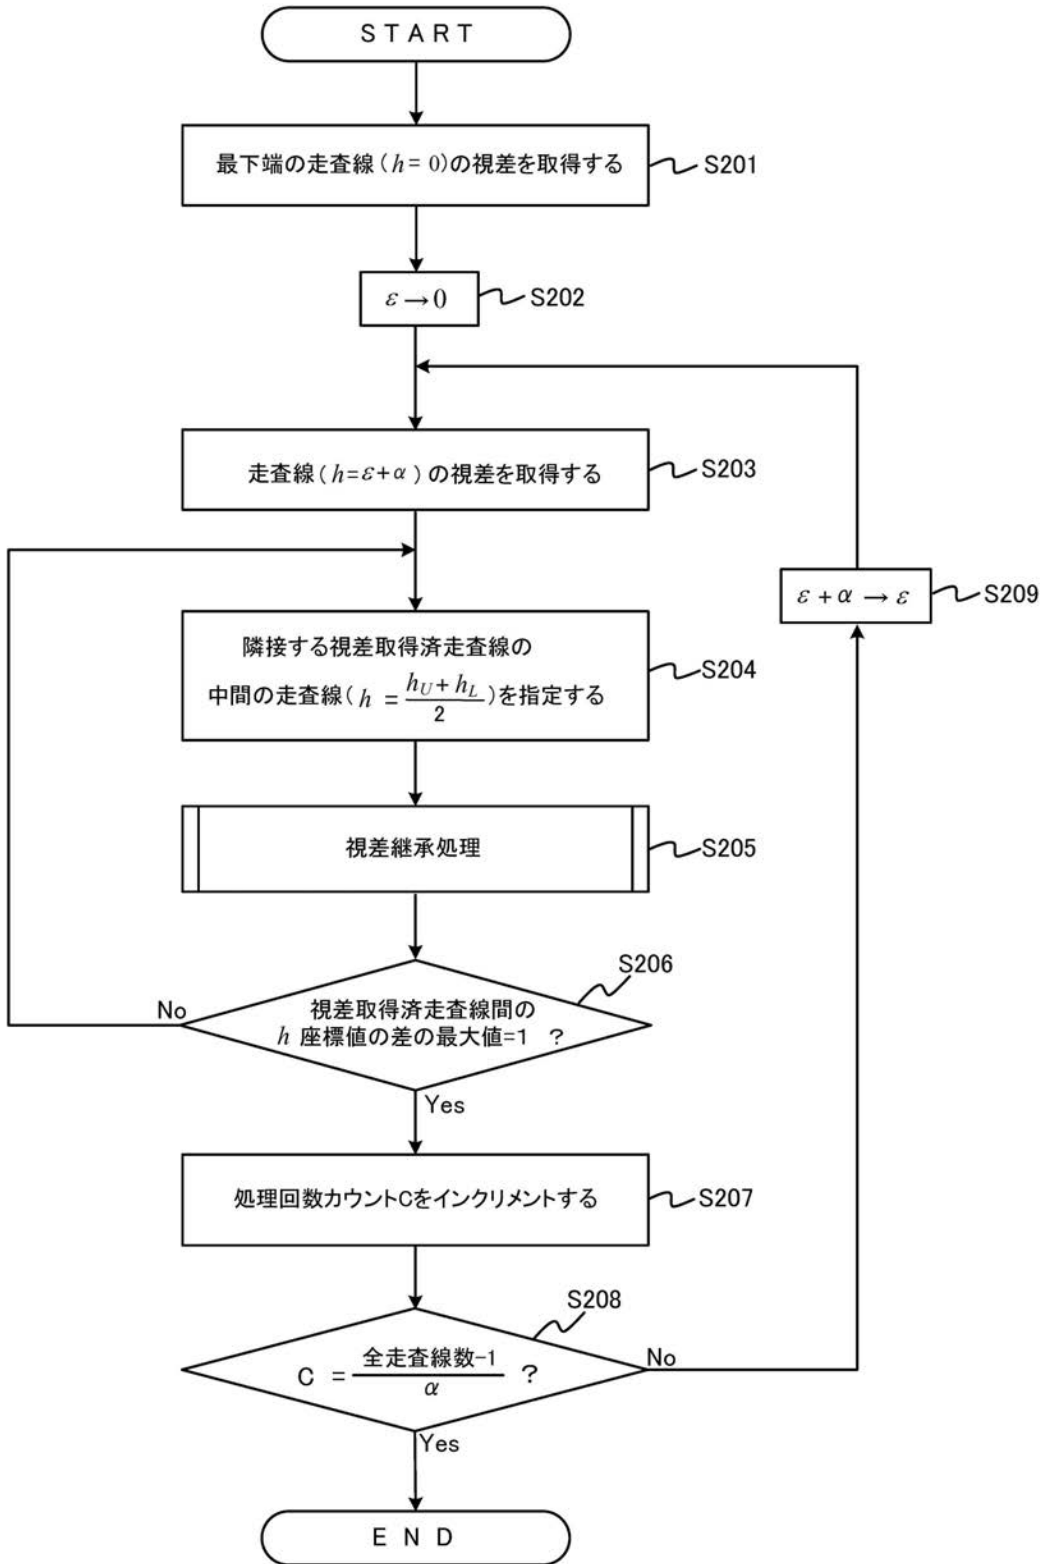 START
最下端の走査線(h = 0)の視差を取得する
S201
ε→0
S202
走査線(h=ε+α)の視差を取得する
S203
ε+α→ε
S209
隣接する視差取得済走査線の
中間の走査線(h = \frac{h_U + h_L}{2})を指定する
S204
視差継承処理
S205
S206
No
視差取得済走査線間の
h 座標値の差の最大値=1 ?
Yes
処理回数カウントCをインクリメントする
S207
S208
C = \frac{全走査線数-1}{α} ?
No
Yes
END